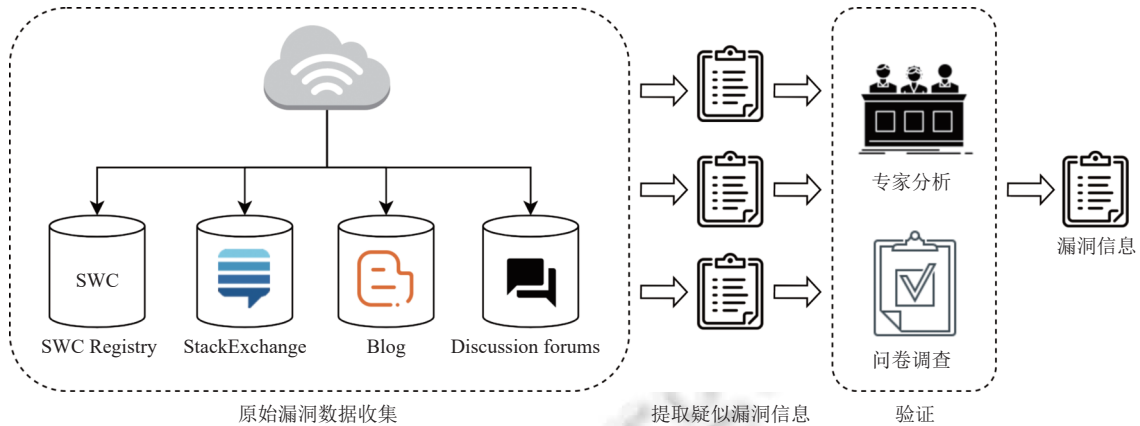 SWC
SWC Registry
StackExchange
Blog
Discussion forums
原始漏洞数据收集
提取疑似漏洞信息
专家分析
问卷调查
验证
漏洞信息